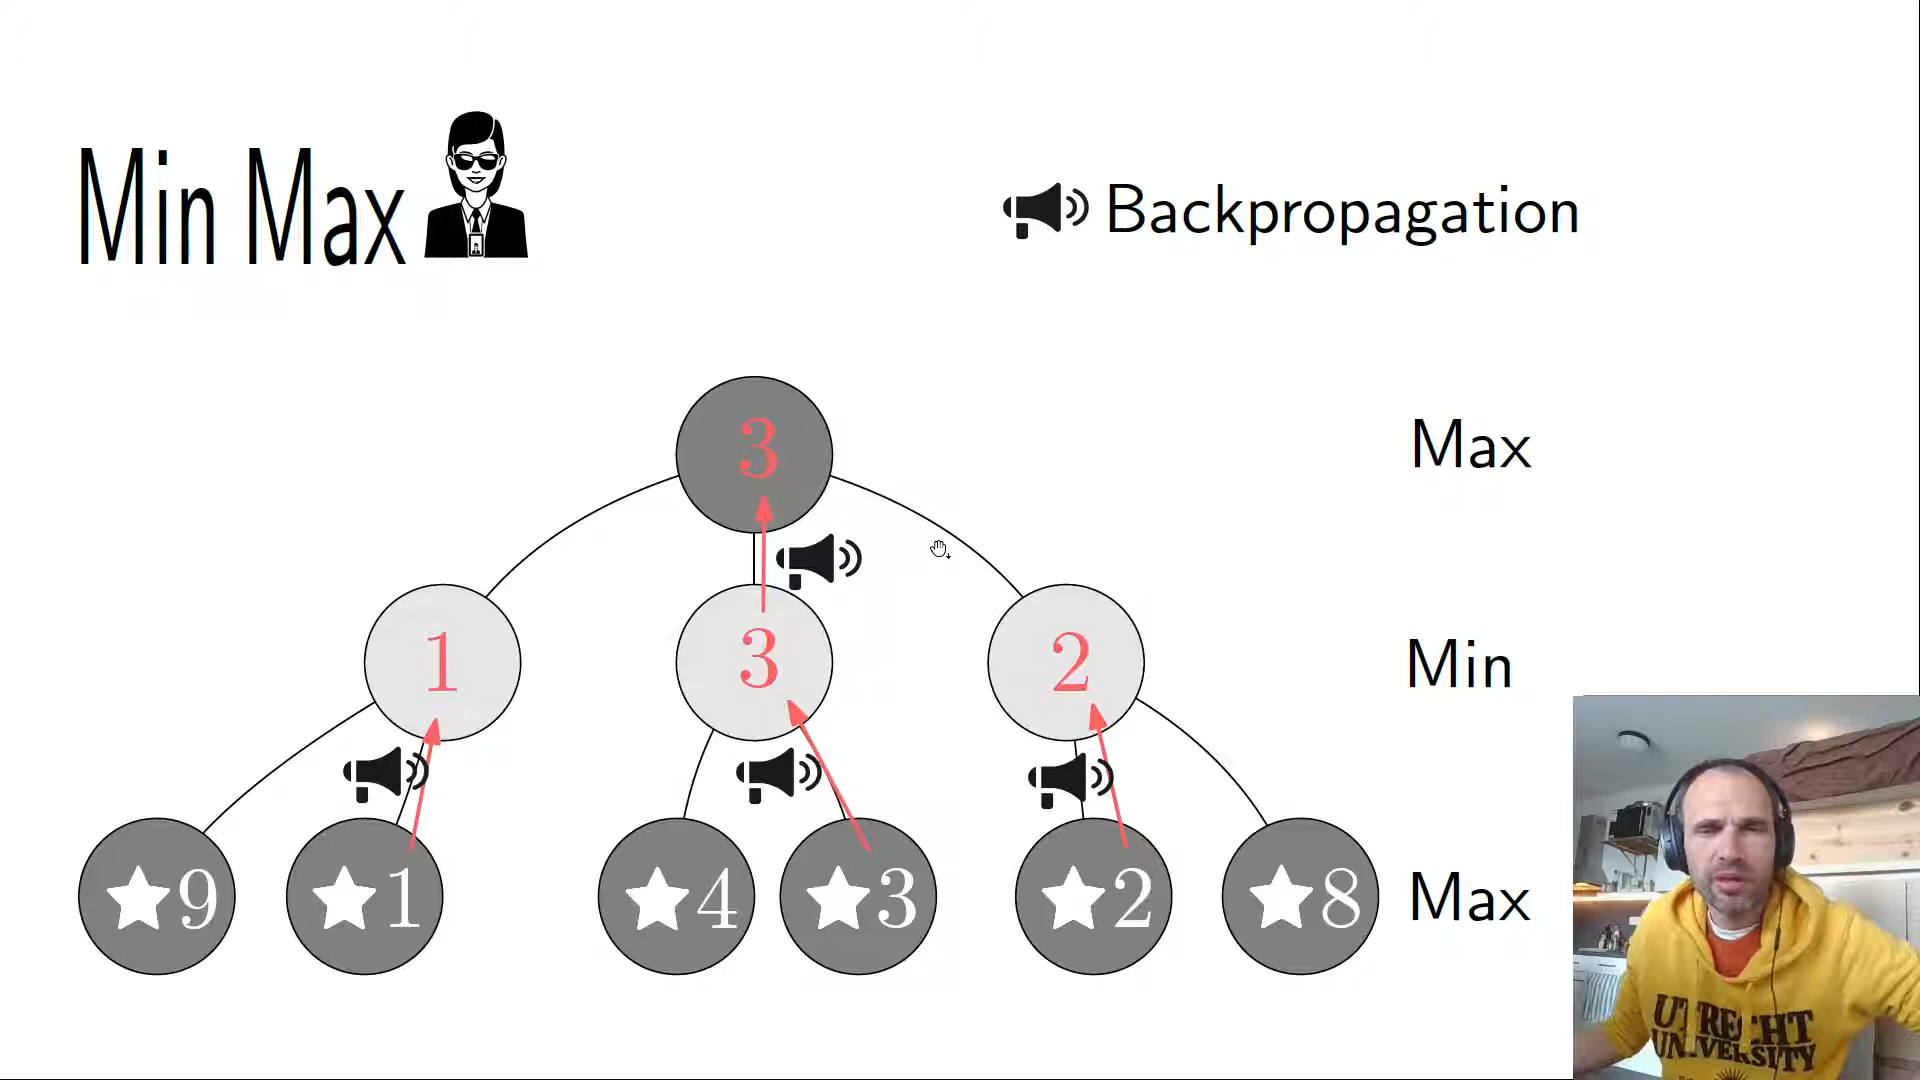 Min Max
Backpropagation
3
Max
1
3
2
Min
9
1
4
3
2
8
Max
UTRECHT
UNIVERSITY